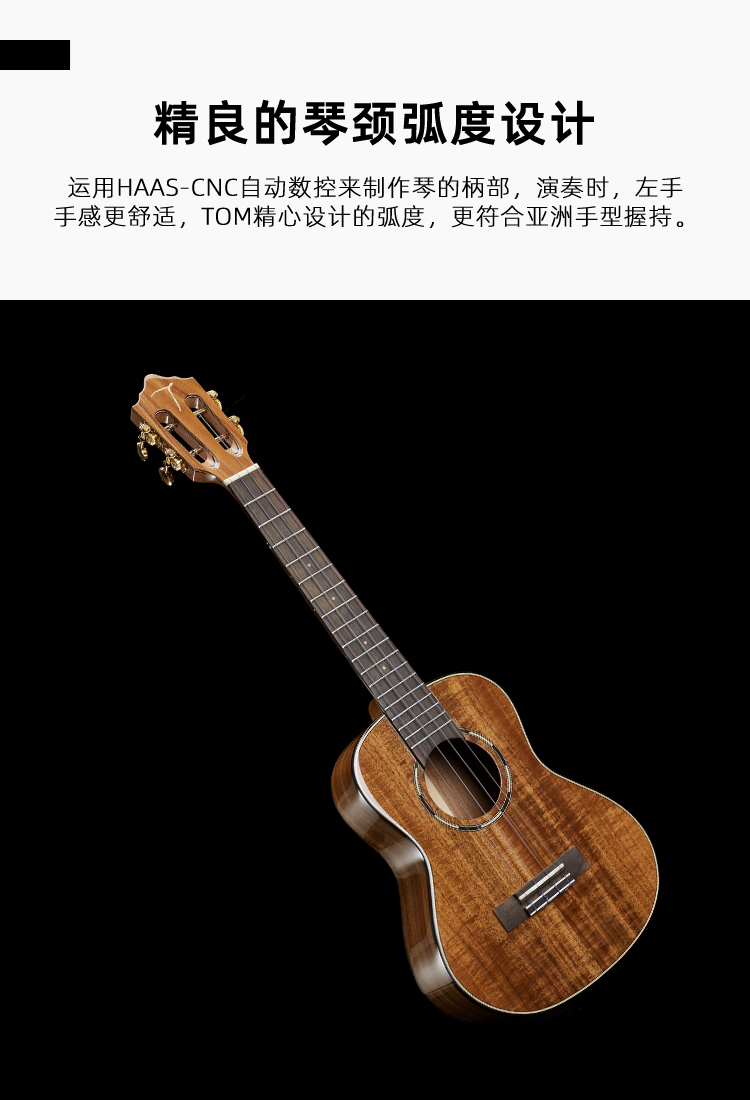 精良的琴颈弧度设计
运用HAAS-CNC自动数控来制作琴的柄部，演奏时，左手
手感更舒适，TOM精心设计的弧度，更符合亚洲手型握持。